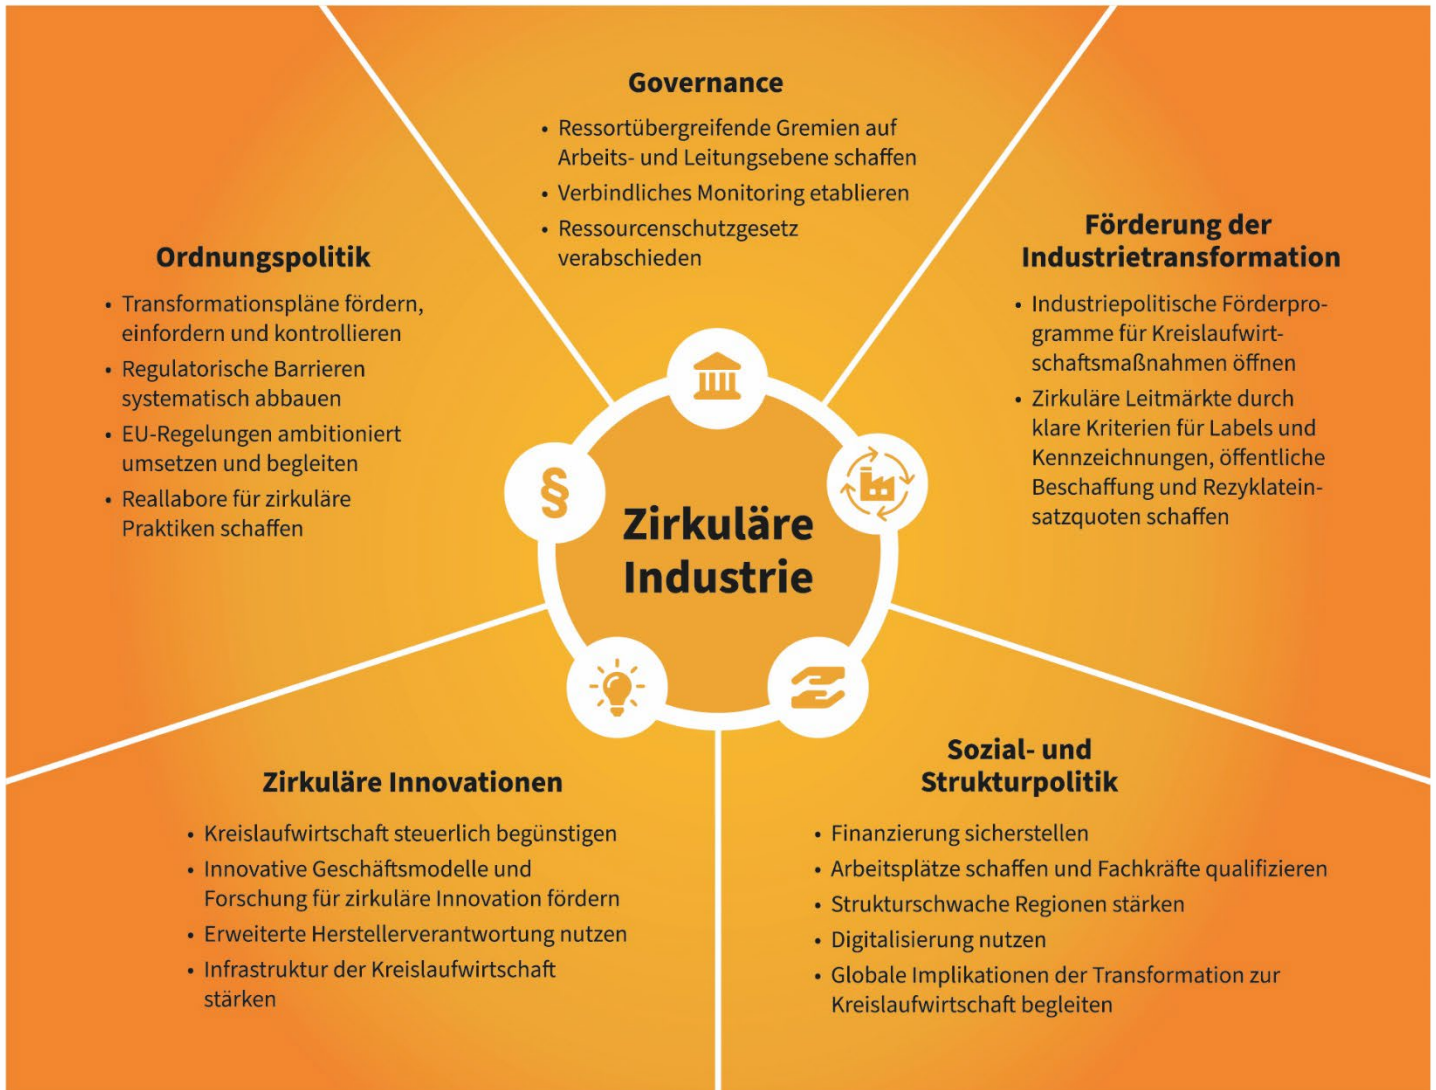 Governance
• Ressortübergreifende Gremien auf
Arbeits- und Leitungsebene schaffen
• Verbindliches Monitoring etablieren
• Ressourcenschutzgesetz
verabschieden
Förderung der
Industrietransformation
• Industriepolitische Förderpro-
gramme für Kreislaufwirt-
schaftsmaßnahmen öffnen
• Zirkuläre Leitmärkte durch
klare Kriterien für Labels und
Kennzeichnungen, öffentliche
Beschaffung und Rezyklatein-
satzquoten schaffen
Ordnungspolitik
• Transformationspläne fördern,
einfordern und kontrollieren
• Regulatorische Barrieren
systematisch abbauen
• EU-Regelungen ambitioniert
umsetzen und begleiten
• Reallabore für zirkuläre
Praktiken schaffen
§
Zirkuläre
Industrie
Zirkuläre Innovationen
• Kreislaufwirtschaft steuerlich begünstigen
• Innovative Geschäftsmodelle und
Forschung für zirkuläre Innovation fördern
• Erweiterte Herstellerverantwortung nutzen
• Infrastruktur der Kreislaufwirtschaft
stärken
Sozial- und
Strukturpolitik
• Finanzierung sicherstellen
• Arbeitsplätze schaffen und Fachkräfte qualifizieren
• Strukturschwache Regionen stärken
• Digitalisierung nutzen
• Globale Implikationen der Transformation zur
Kreislaufwirtschaft begleiten